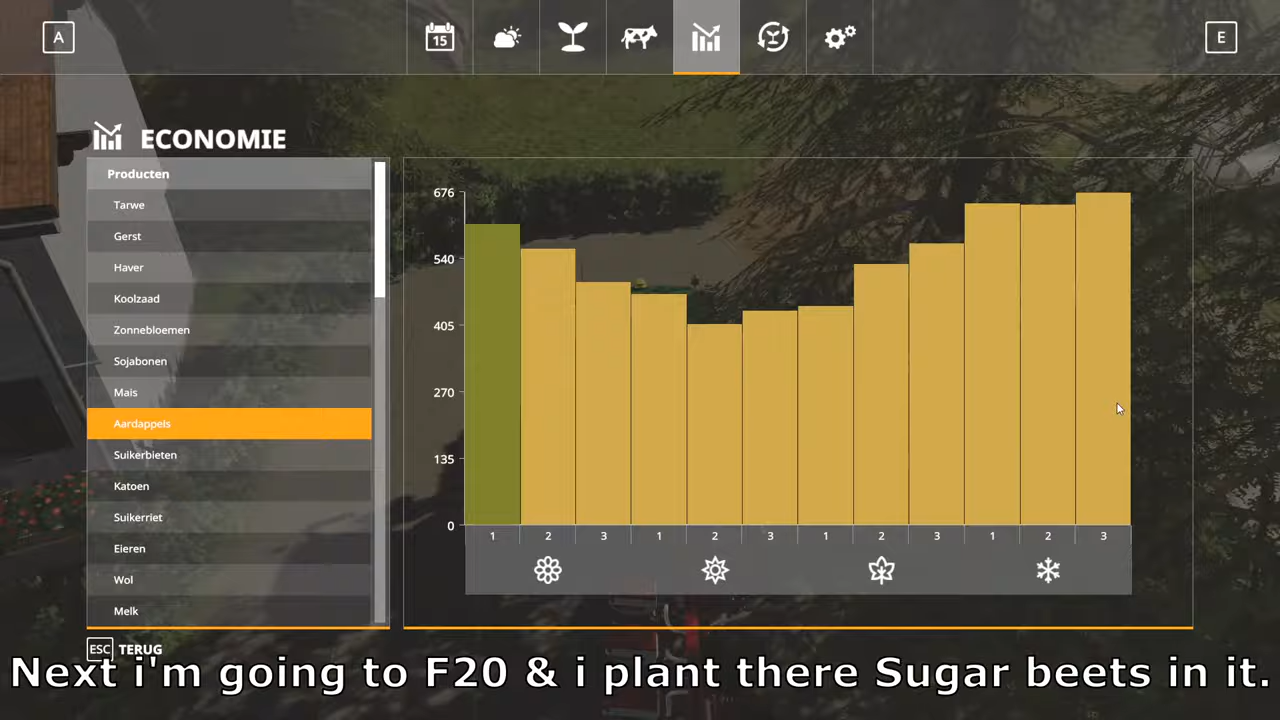 A
15
E
ECONOMIE
Producten
Tarwe
Gerst
Haver
Koolzaad
Zonnebloemen
Sojabonen
Mais
Aardappels
Suikerbieten
Katoen
Suikerriet
Eieren
Wol
Melk
676
540
405
270
135
0
1 2 3 1 2 3 1 2 3 1 2 3
ESC TERUG
Next i'm going to F20 & i plant there Sugar beets in it.